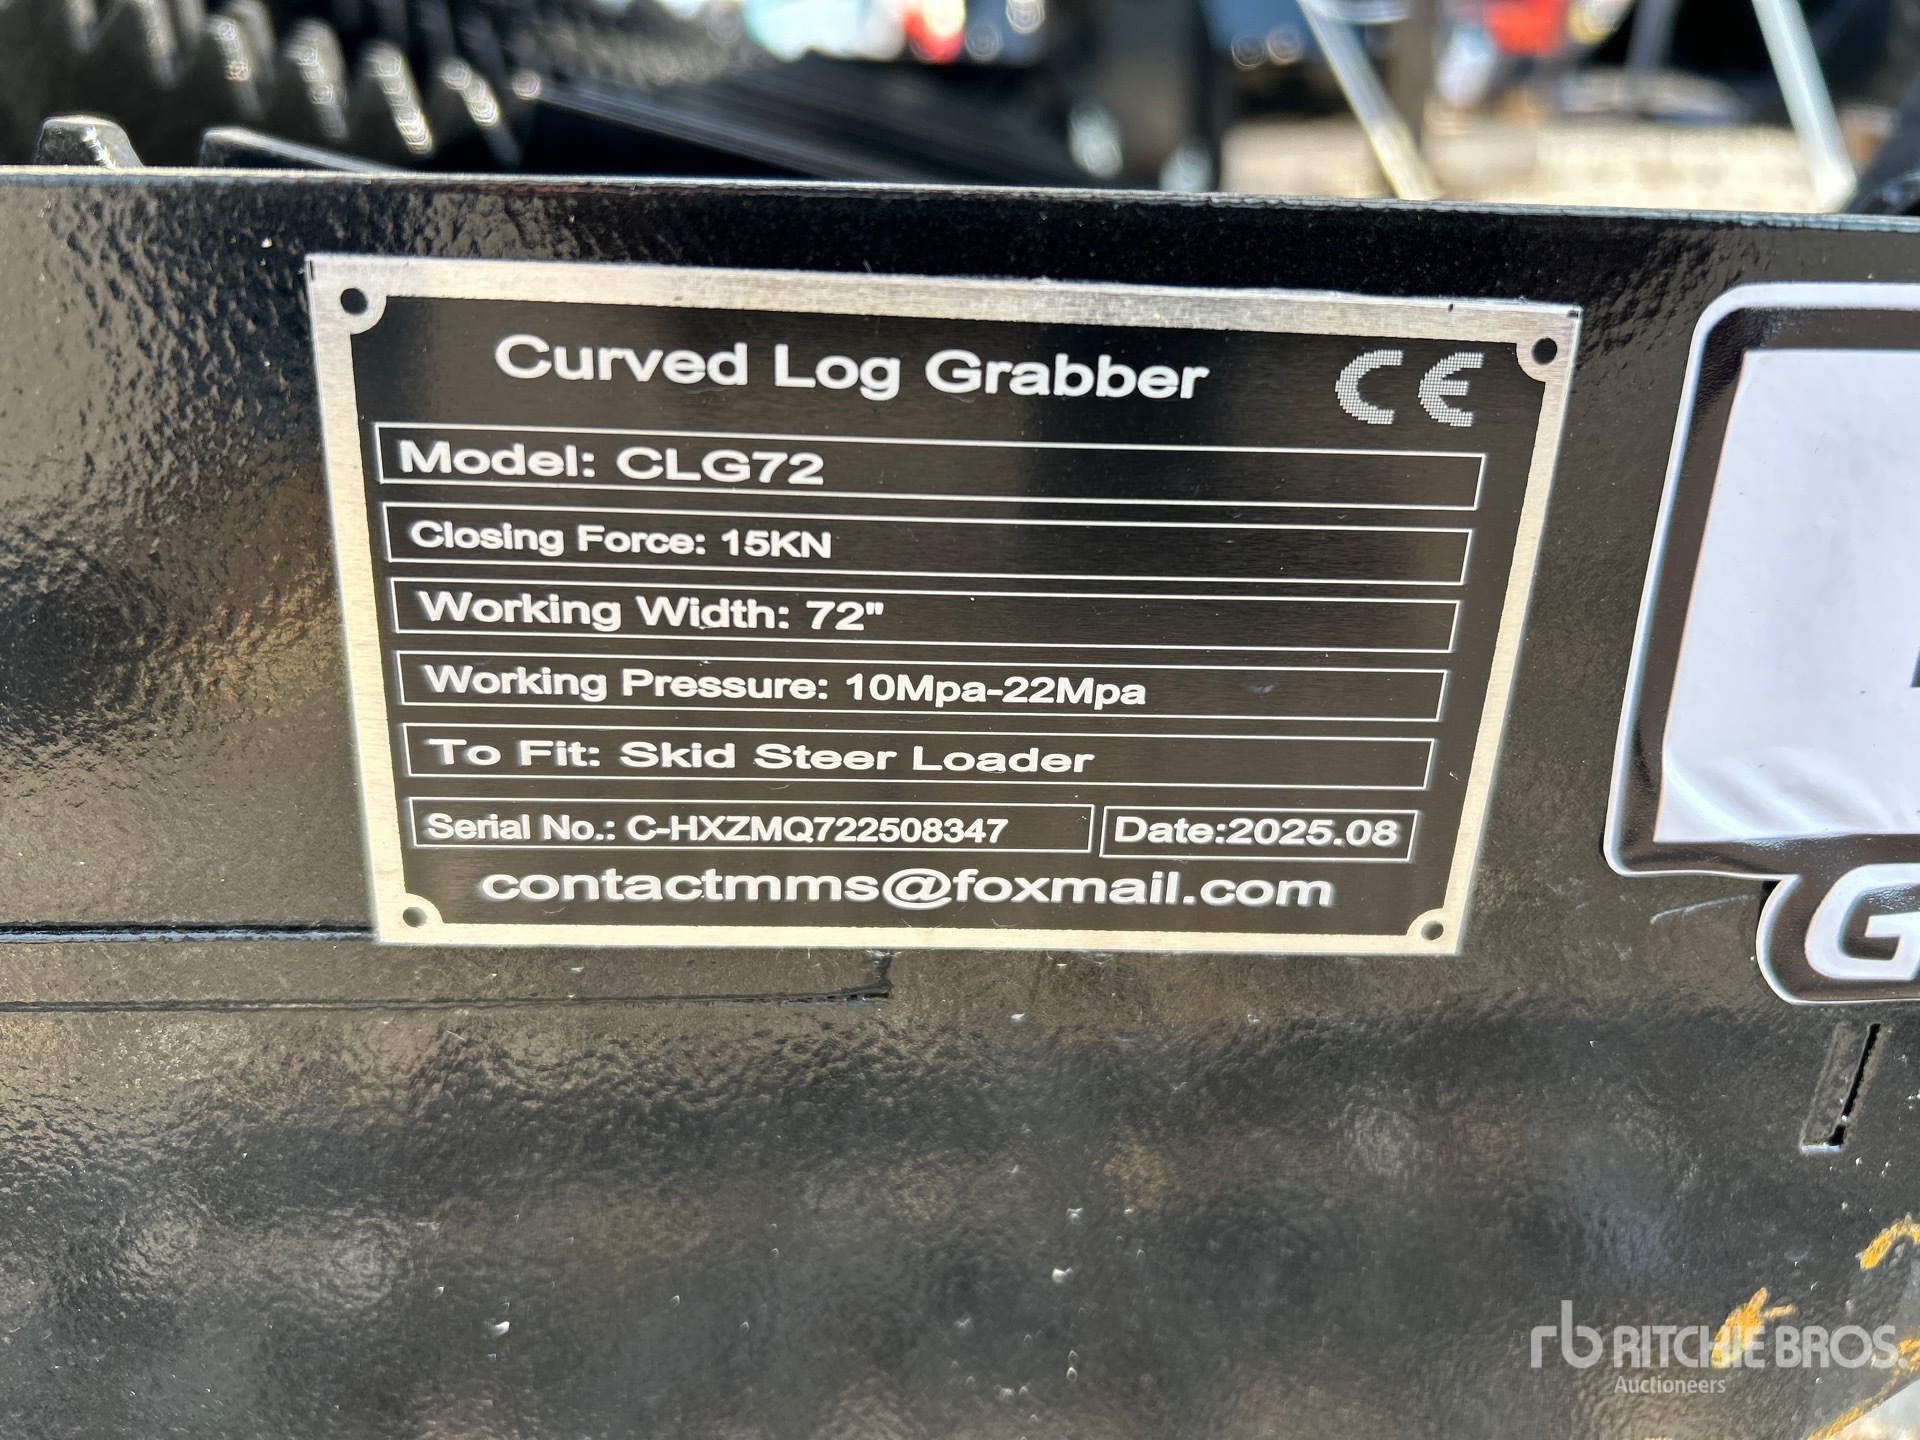 Curved Log Grabber CE
Model: CLG72
Closing Force: 15KN
Working Width: 72"
Working Pressure: 10Mpa-22Mpa
To Fit: Skid Steer Loader
Serial No.: C-HXZMQ722508347 Date:2025.08
contactmms@foxmail.com
G
rb RITCHIE BROS.
Auctioneers